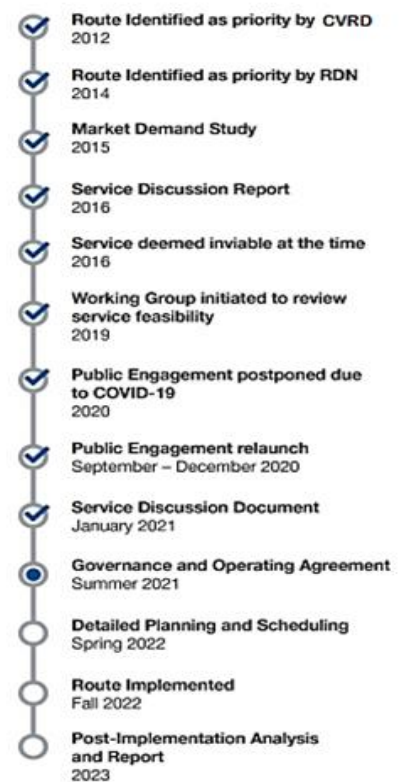 Route Identified as priority by CVRD
2012
Route Identified as priority by RDN
2014
Market Demand Study
2015
Service Discussion Report
2016
Service deemed inviable at the time
2016
Working Group initiated to review
service feasibility
2019
Public Engagement postponed due
to COVID-19
2020
Public Engagement relaunch
September – December 2020
Service Discussion Document
January 2021
Governance and Operating Agreement
Summer 2021
Detailed Planning and Scheduling
Spring 2022
Route Implemented
Fall 2022
Post-Implementation Analysis
and Report
2023